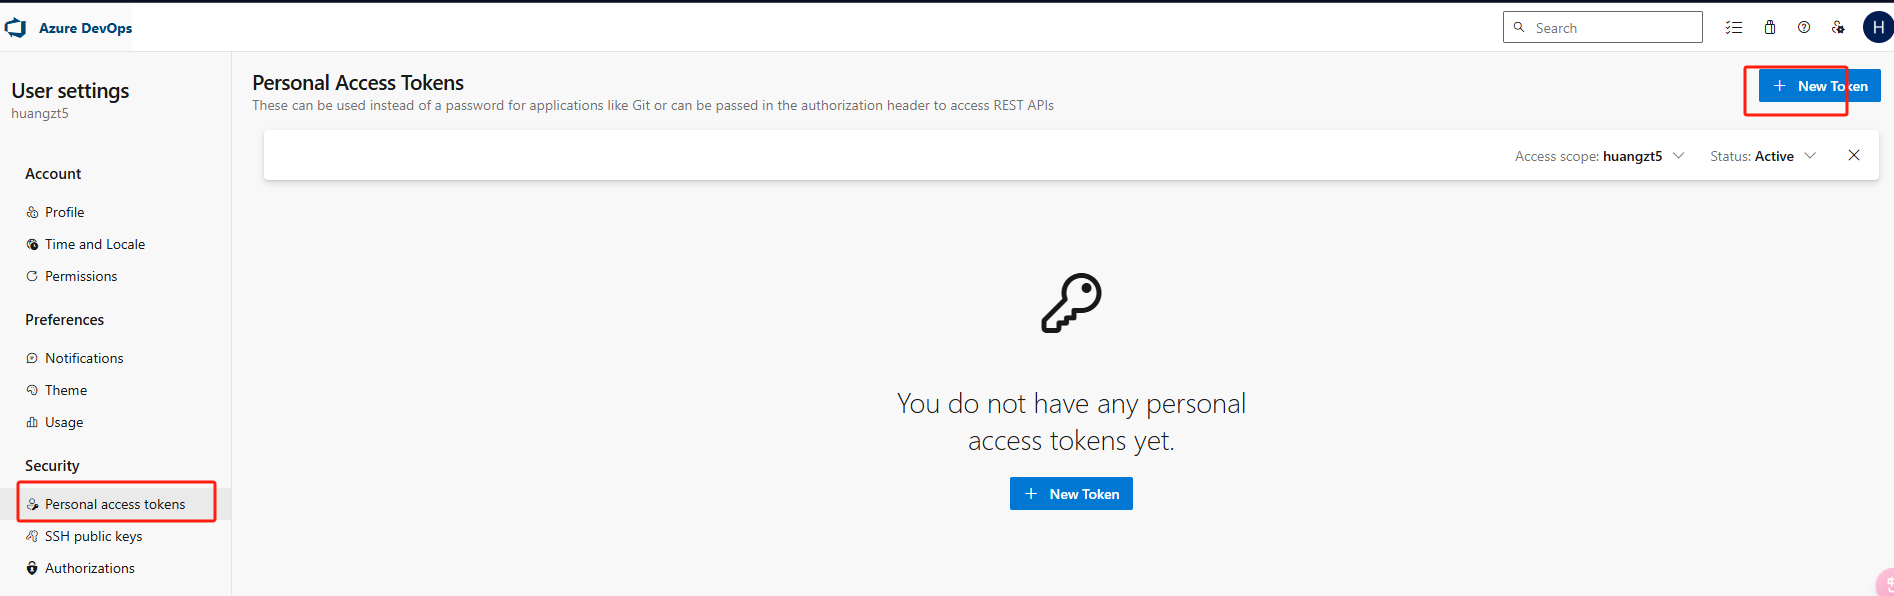 Azure DevOps
Search
H
User settings
huangzt5
Account
Profile
Time and Locale
Permissions
Preferences
Notifications
Theme
Usage
Security
Personal access tokens
SSH public keys
Authorizations
Personal Access Tokens
These can be used instead of a password for applications like Git or can be passed in the authorization header to access REST APIs
New Token
Access scope: huangzt5
Status: Active
You do not have any personal
access tokens yet.
New Token